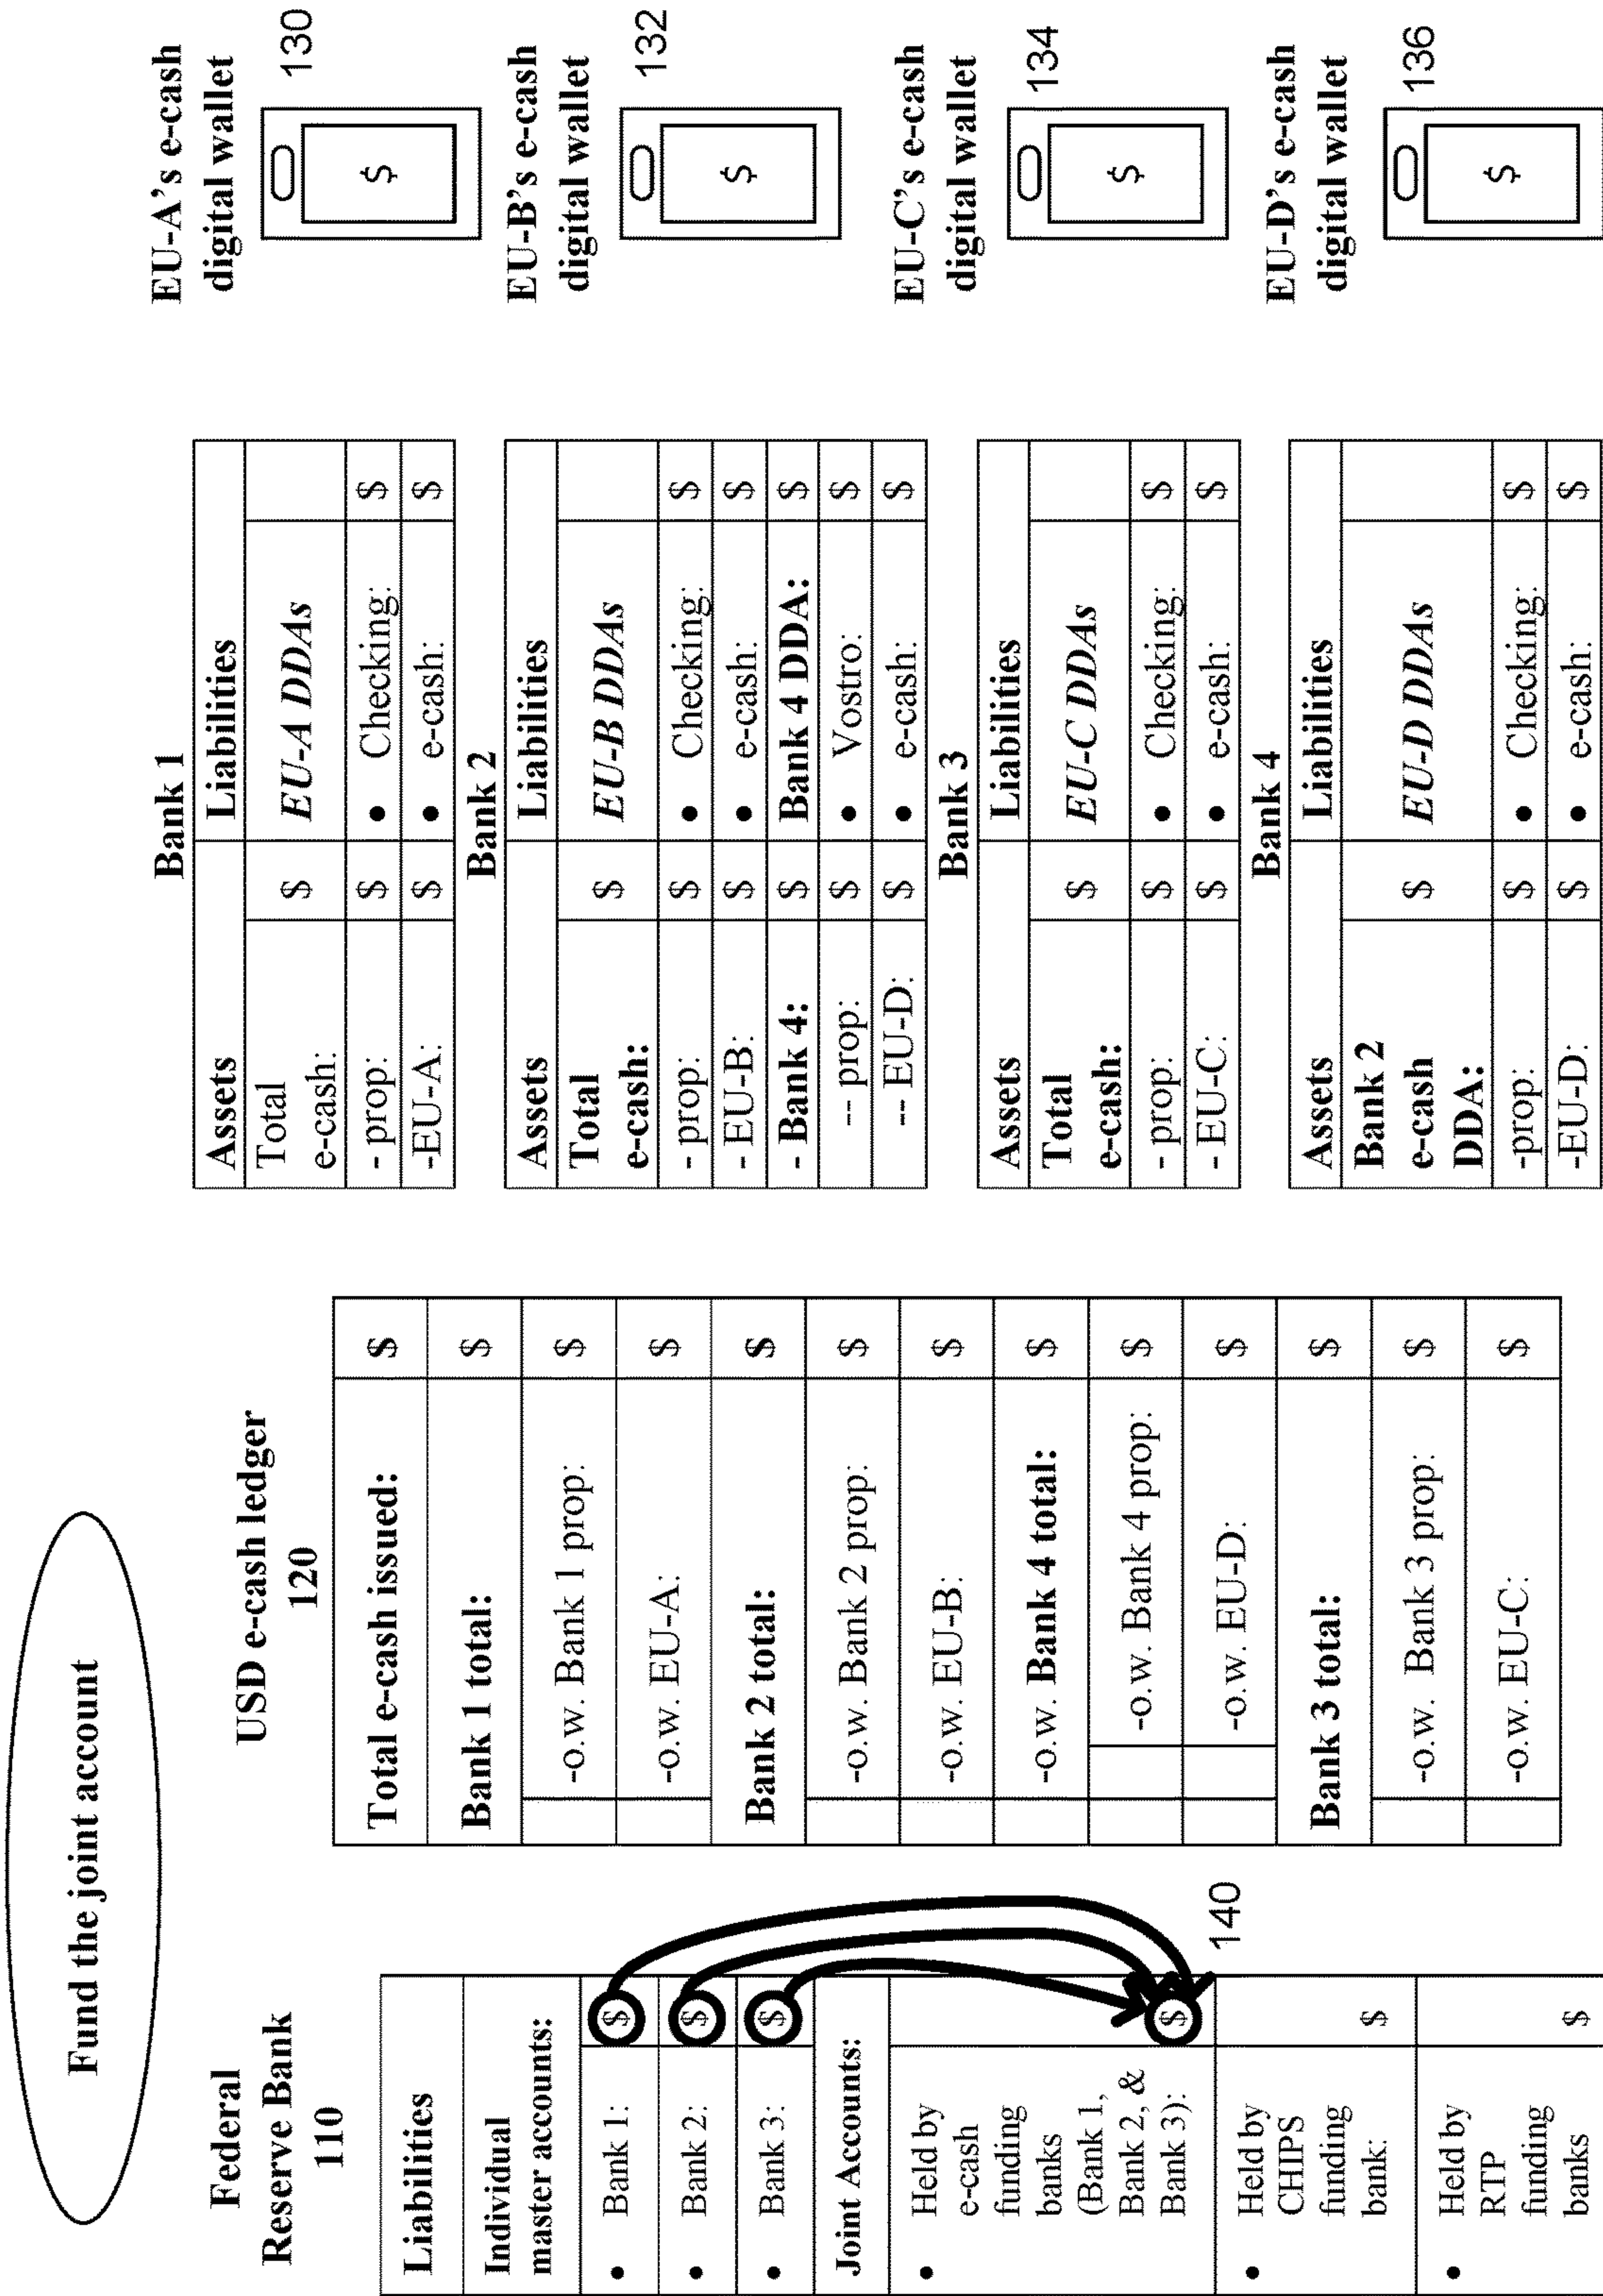 Fund the joint account
Federal
Reserve Bank
110
Liabilities
Individual
master accounts:
• Bank 1: $
• Bank 2: $
• Bank 3: $
Joint Accounts:
• Held by
e-cash
funding
banks
(Bank 1,
Bank 2, &
Bank 3): $
140
• Held by
CHIPS
funding
bank: $
• Held by
RTP
funding
banks $
USD e-cash ledger
120
Total e-cash issued: $
Bank 1 total: $
-o.w. Bank 1 prop: $
-o.w. EU-A: $
Bank 2 total: $
-o.w. Bank 2 prop: $
-o.w. EU-B: $
-o.w. Bank 4 total: $
-o.w. Bank 4 prop: $
-o.w. EU-D: $
Bank 3 total: $
-o.w. Bank 3 prop: $
-o.w. EU-C: $
Bank 1
Assets Liabilities
Total
e-cash: $ EU-A DDAs
- prop: $ • Checking: $
-EU-A: $ • e-cash: $
Bank 2
Assets Liabilities
Total
e-cash: $ EU-B DDAs
- prop: $ • Checking: $
- EU-B: $ • e-cash: $
- Bank 4: $ Bank 4 DDA: $
-- prop: $ • Vostro: $
-- EU-D: $ • e-cash: $
Bank 3
Assets Liabilities
Total
e-cash: $ EU-C DDAs
- prop: $ • Checking: $
- EU-C: $ • e-cash: $
Bank 4
Assets Liabilities
Bank 2
e-cash
DDA: $ EU-D DDAs
-prop: $ • Checking: $
-EU-D: $ • e-cash: $
EU-A's e-cash
digital wallet
$
130
EU-B's e-cash
digital wallet
$
132
EU-C's e-cash
digital wallet
$
134
EU-D's e-cash
digital wallet
$
136